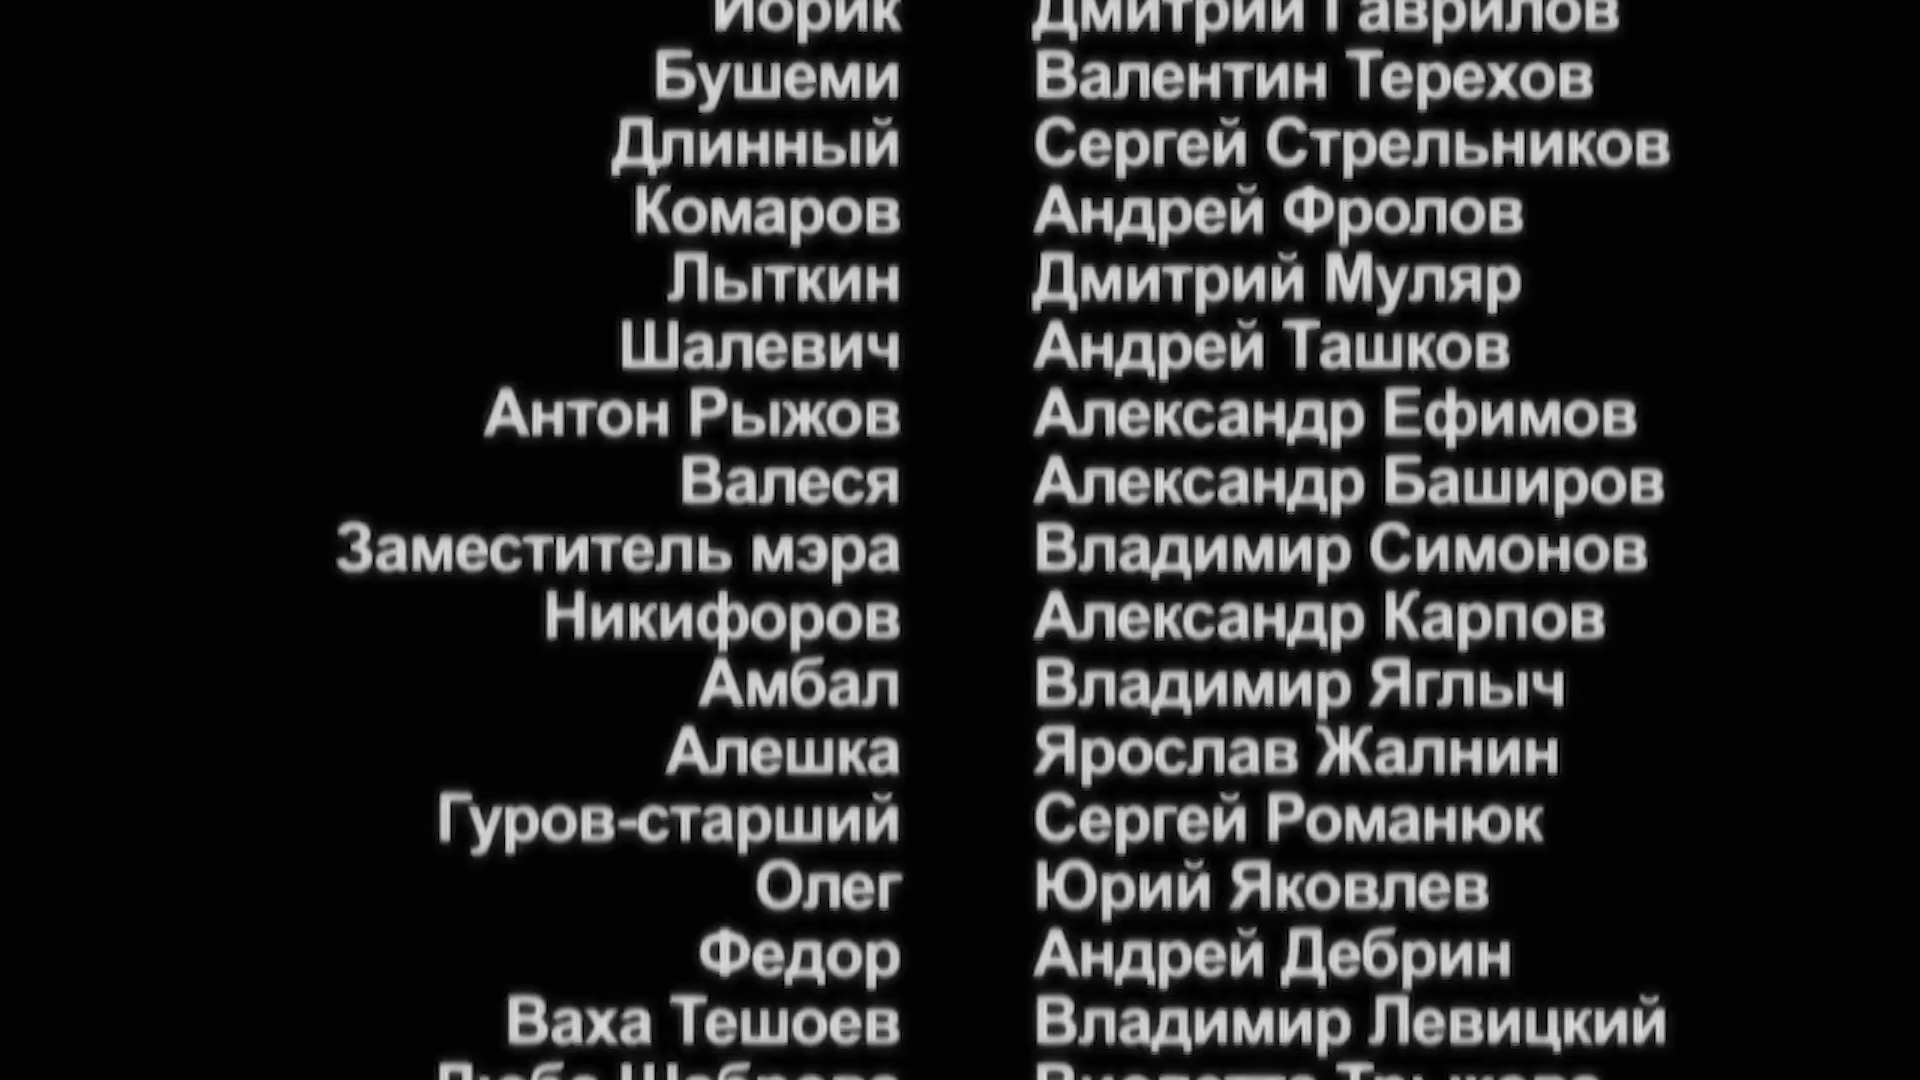 Йорик Дмитрий Гаврилов
Бушеми Валентин Терехов
Длинный Сергей Стрельников
Комаров Андрей Фролов
Лыткин Дмитрий Муляр
Шалевич Андрей Ташков
Антон Рыжов Александр Ефимов
Валеся Александр Баширов
Заместитель мэра Владимир Симонов
Никифоров Александр Карпов
Амбал Владимир Яглыч
Алешка Ярослав Жалнин
Гуров-старший Сергей Романюк
Олег Юрий Яковлев
Федор Андрей Дебрин
Ваха Тешоев Владимир Левицкий